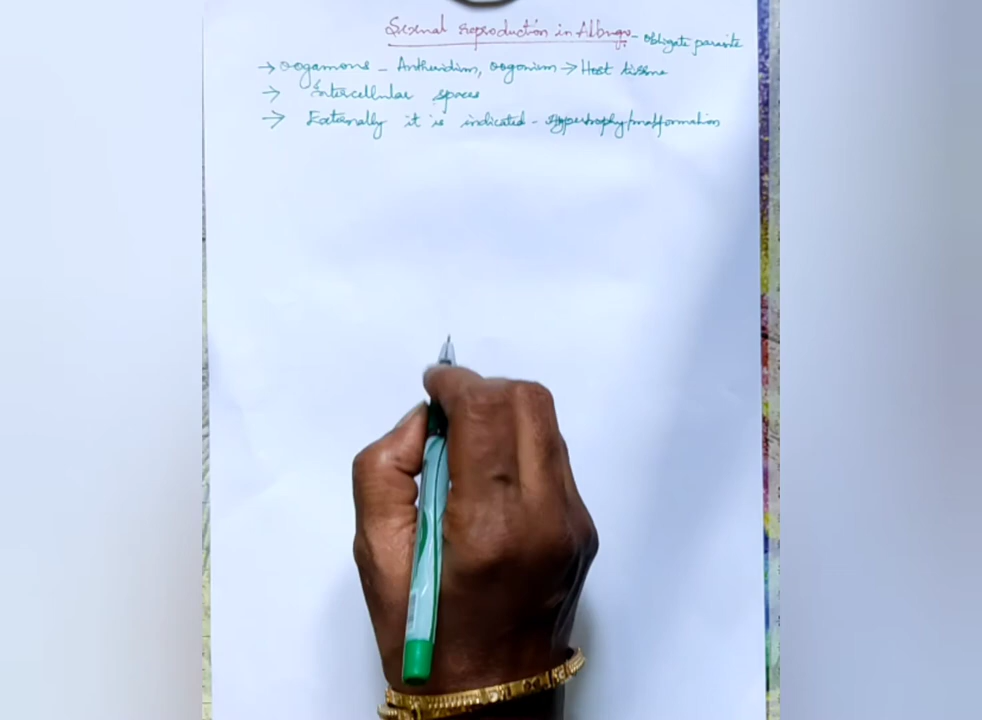 Sexual reproduction in Albugo - obligate parasite
→ oogamous - Antheridium, oogonium → Host tissue
→ Intercellular spaces
→ Externally it is indicated - Hypertrophy/malformation